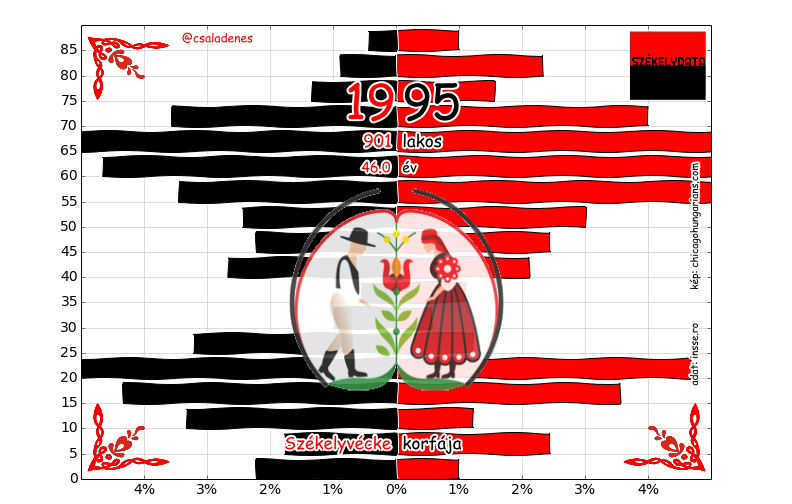 @csaladenes
SZÉKELYDATA
1995
901 lakos
46.0 év
kép: chicagohungarians.com
adat: insse.ro
Székelyvécke korfája
85
80
75
70
65
60
55
50
45
40
35
30
25
20
15
10
5
0
4% 3% 2% 1% 0% 1% 2% 3% 4%